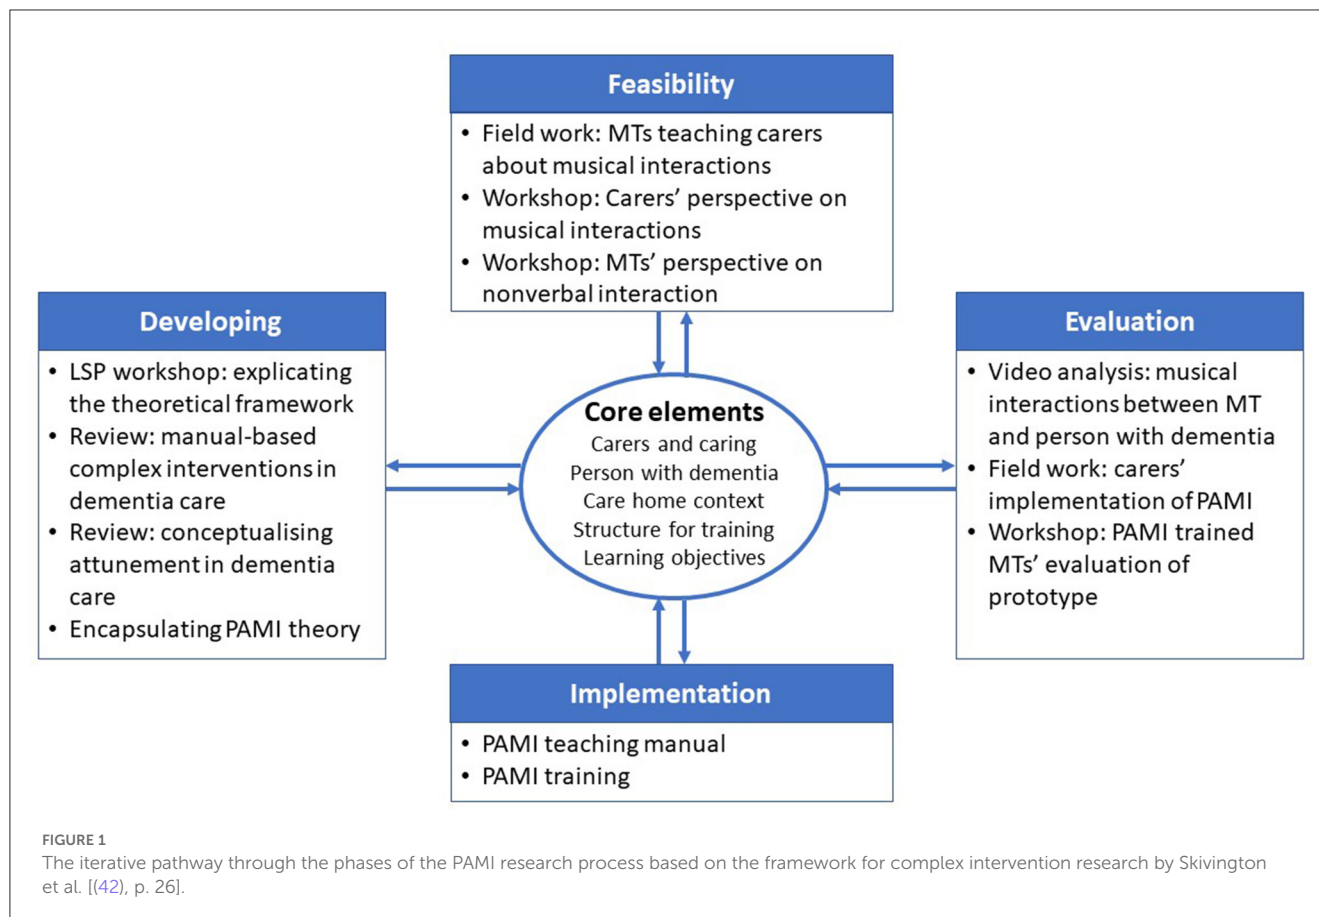 Feasibility
• Field work: MTs teaching carers
about musical interactions
• Workshop: Carers’ perspective on
musical interactions
• Workshop: MTs’ perspective on
nonverbal interaction
Developing
• LSP workshop: explicating
the theoretical framework
• Review: manual-based
complex interventions in
dementia care
• Review: conceptualising
attunement in dementia
care
• Encapsulating PAMI theory
Core elements
Carers and caring
Person with dementia
Care home context
Structure for training
Learning objectives
Evaluation
• Video analysis: musical
interactions between MT
and person with dementia
• Field work: carers’
implementation of PAMI
• Workshop: PAMI trained
MTs’ evaluation of
prototype
Implementation
• PAMI teaching manual
• PAMI training
FIGURE 1
The iterative pathway through the phases of the PAMI research process based on the framework for complex intervention research by Skivington
et al. [(42), p. 26].